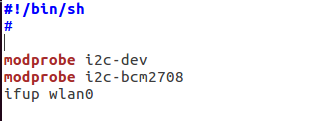 #!/bin/sh
#
modprobe i2c-dev
modprobe i2c-bcm2708
ifup wlan0